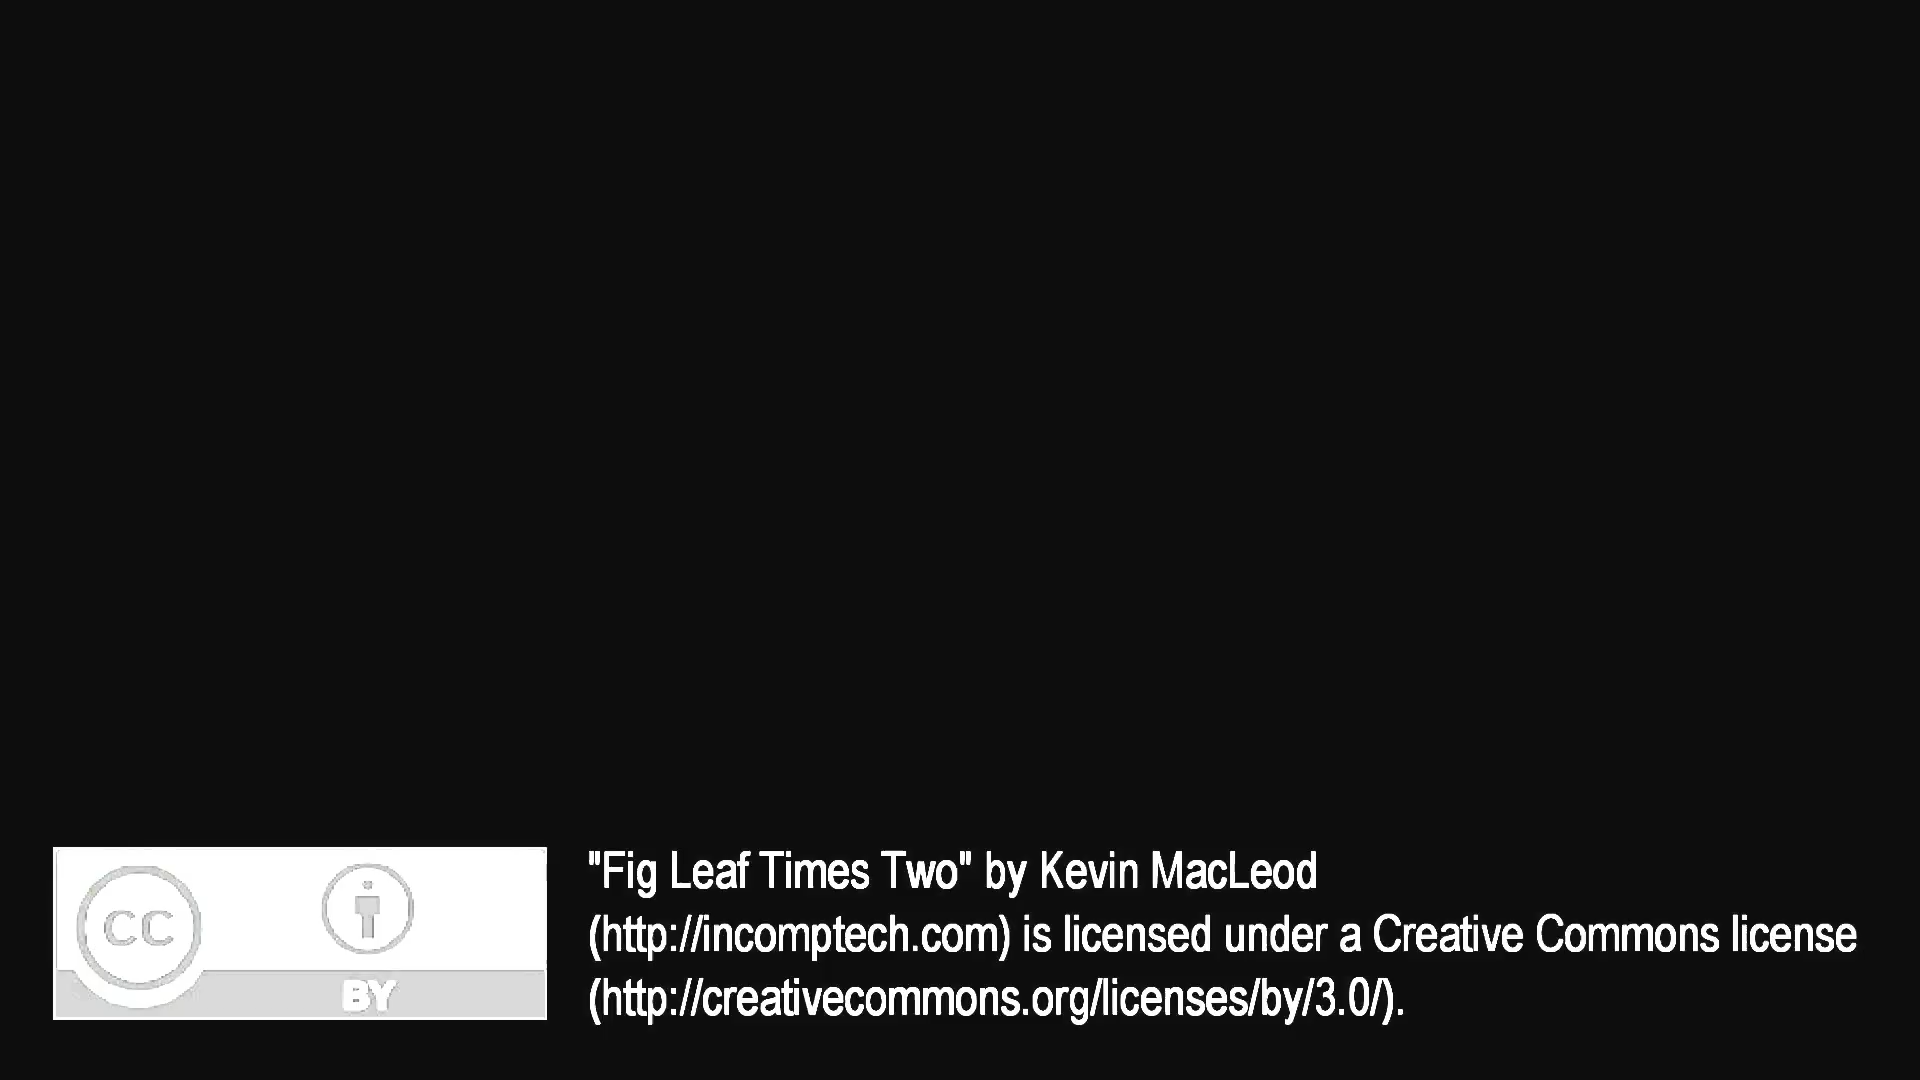 "Fig Leaf Times Two" by Kevin MacLeod
(http://incomptech.com) is licensed under a Creative Commons license
(http://creativecommons.org/licenses/by/3.0/).
CC
BY